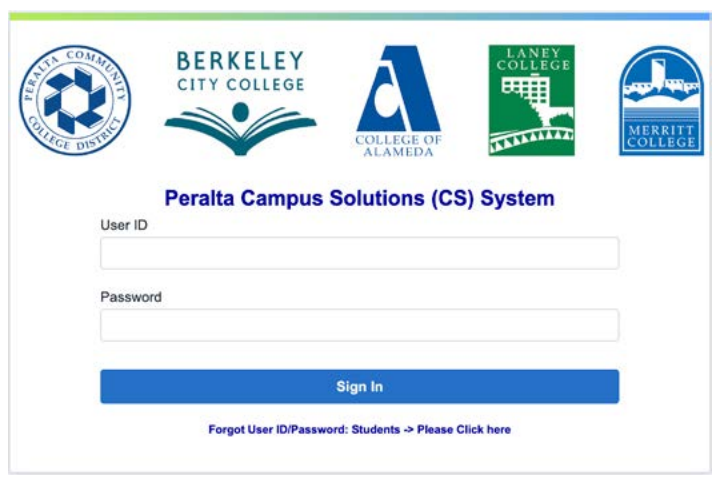 PERALTA COMMUNITY
COLLEGE DISTRICT
BERKELEY
CITY COLLEGE
COLLEGE OF
ALAMEDA
LANEY
COLLEGE
MERRITT
COLLEGE
Peralta Campus Solutions (CS) System
User ID
Password
Sign In
Forgot User ID/Password: Students -> Please Click here